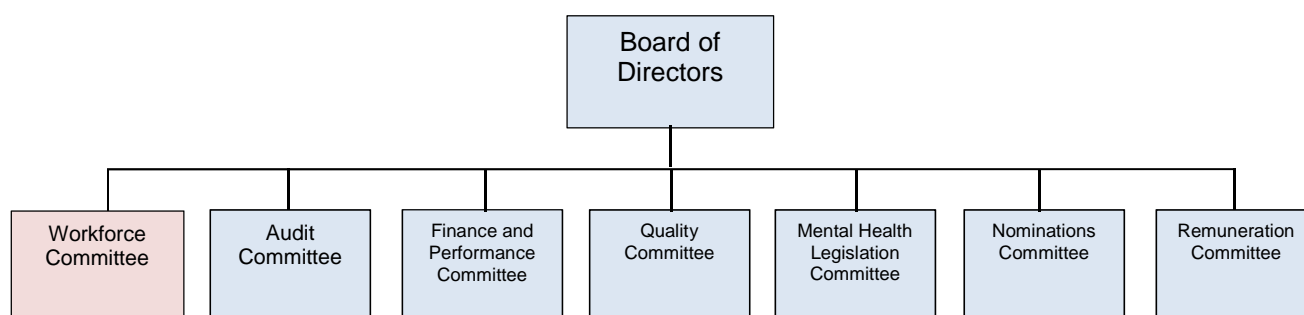 Board of
Directors
Workforce
Committee
Audit
Committee
Finance and
Performance
Committee
Quality
Committee
Mental Health
Legislation
Committee
Nominations
Committee
Remuneration
Committee